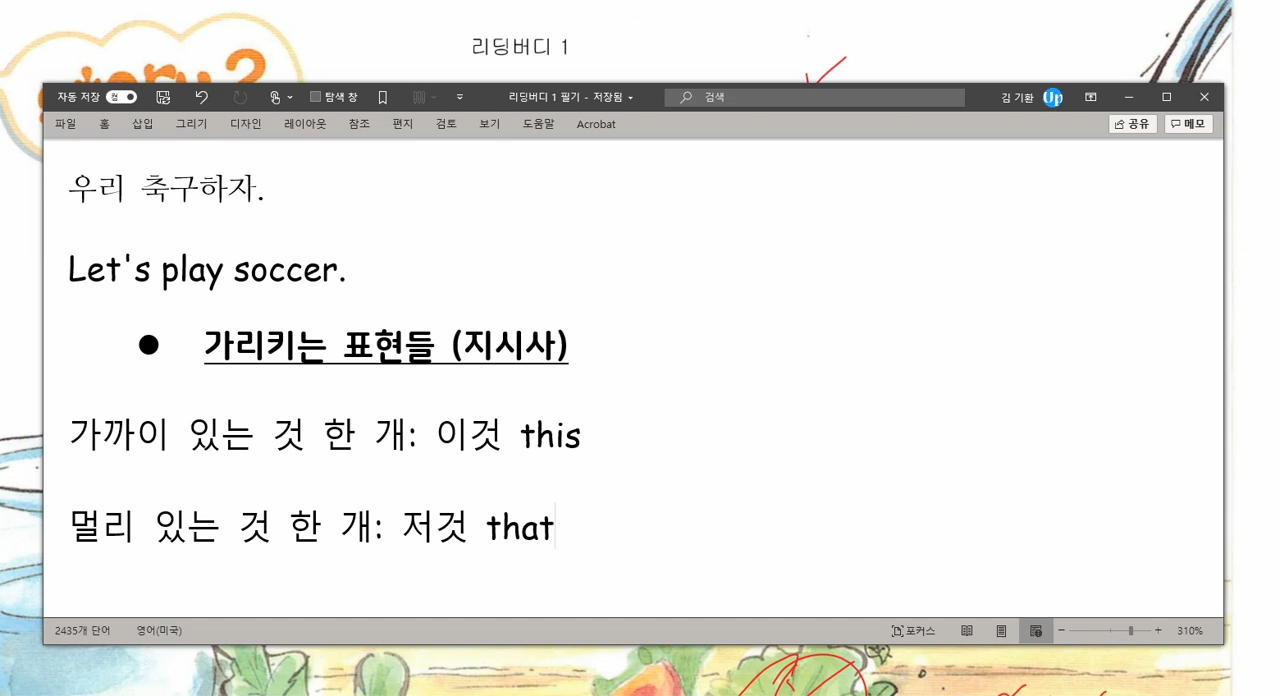 리딩버디 1
story 2
자동 저장 컴 탐색 창 리딩버디 1 필기 - 저장됨 검색 김 기환 Up
파일 홈 삽입 그리기 디자인 레이아웃 참조 편지 검토 보기 도움말 Acrobat 공유 메모
우리 축구하자.
Let's play soccer.
● 가리키는 표현들 (지시사)
가까이 있는 것 한 개: 이것 this
멀리 있는 것 한 개: 저것 that
2435개 단어 영어(미국) 포커스 310%